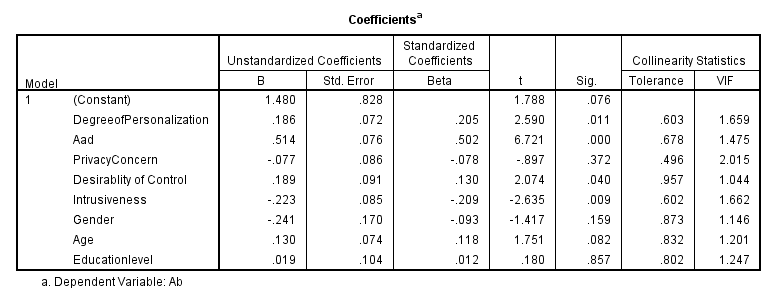 Coefficientsa
Unstandardized Coefficients Standardized Coefficients Collinearity Statistics
Model B Std. Error Beta t Sig. Tolerance VIF
1 (Constant) 1.480 .828 1.788 .076
DegreeofPersonalization .186 .072 .205 2.590 .011 .603 1.659
Aad .514 .076 .502 6.721 .000 .678 1.475
PrivacyConcern -.077 .086 -.078 -.897 .372 .496 2.015
Desirablity of Control .189 .091 .130 2.074 .040 .957 1.044
Intrusiveness -.223 .085 -.209 -2.635 .009 .602 1.662
Gender -.241 .170 -.093 -1.417 .159 .873 1.146
Age .130 .074 .118 1.751 .082 .832 1.201
Educationlevel .019 .104 .012 .180 .857 .802 1.247
a. Dependent Variable: Ab